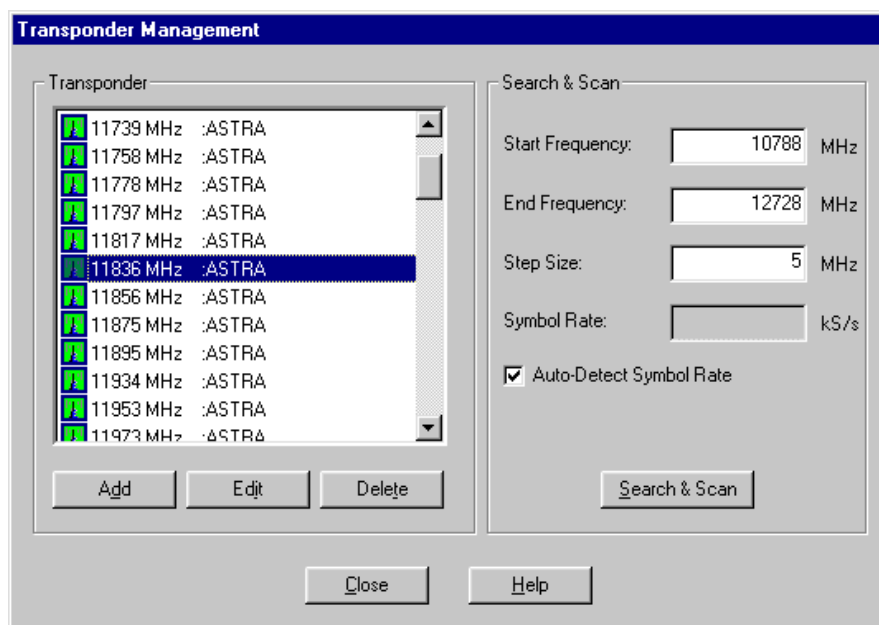 Transponder Management
Transponder
11739 MHz :ASTRA
11758 MHz :ASTRA
11778 MHz :ASTRA
11797 MHz :ASTRA
11817 MHz :ASTRA
11836 MHz :ASTRA
11856 MHz :ASTRA
11875 MHz :ASTRA
11895 MHz :ASTRA
11934 MHz :ASTRA
11953 MHz :ASTRA
11973 MHz :ASTRA
Add Edit Delete
Search & Scan
Start Frequency: 10788 MHz
End Frequency: 12728 MHz
Step Size: 5 MHz
Symbol Rate: kS/s
Auto-Detect Symbol Rate
Search & Scan
Close Help